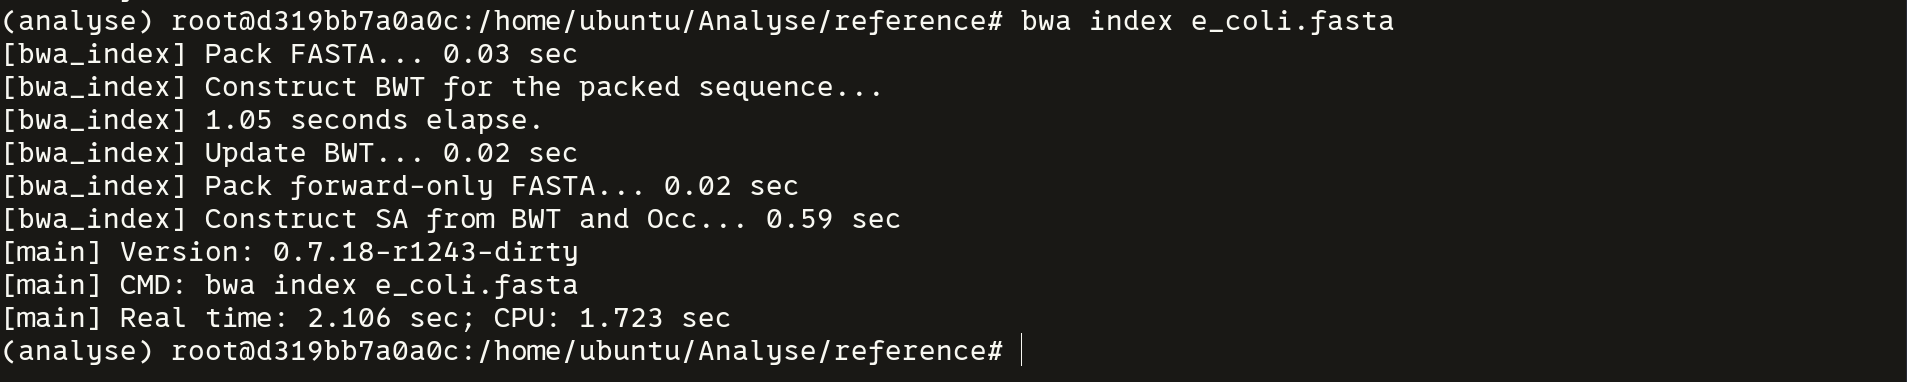 (analyse) root@d319bb7a0a0c:/home/ubuntu/Analyse/reference# bwa index e_coli.fasta
[bwa_index] Pack FASTA... 0.03 sec
[bwa_index] Construct BWT for the packed sequence...
[bwa_index] 1.05 seconds elapse.
[bwa_index] Update BWT... 0.02 sec
[bwa_index] Pack forward-only FASTA... 0.02 sec
[bwa_index] Construct SA from BWT and Occ... 0.59 sec
[main] Version: 0.7.18-r1243-dirty
[main] CMD: bwa index e_coli.fasta
[main] Real time: 2.106 sec; CPU: 1.723 sec
(analyse) root@d319bb7a0a0c:/home/ubuntu/Analyse/reference#